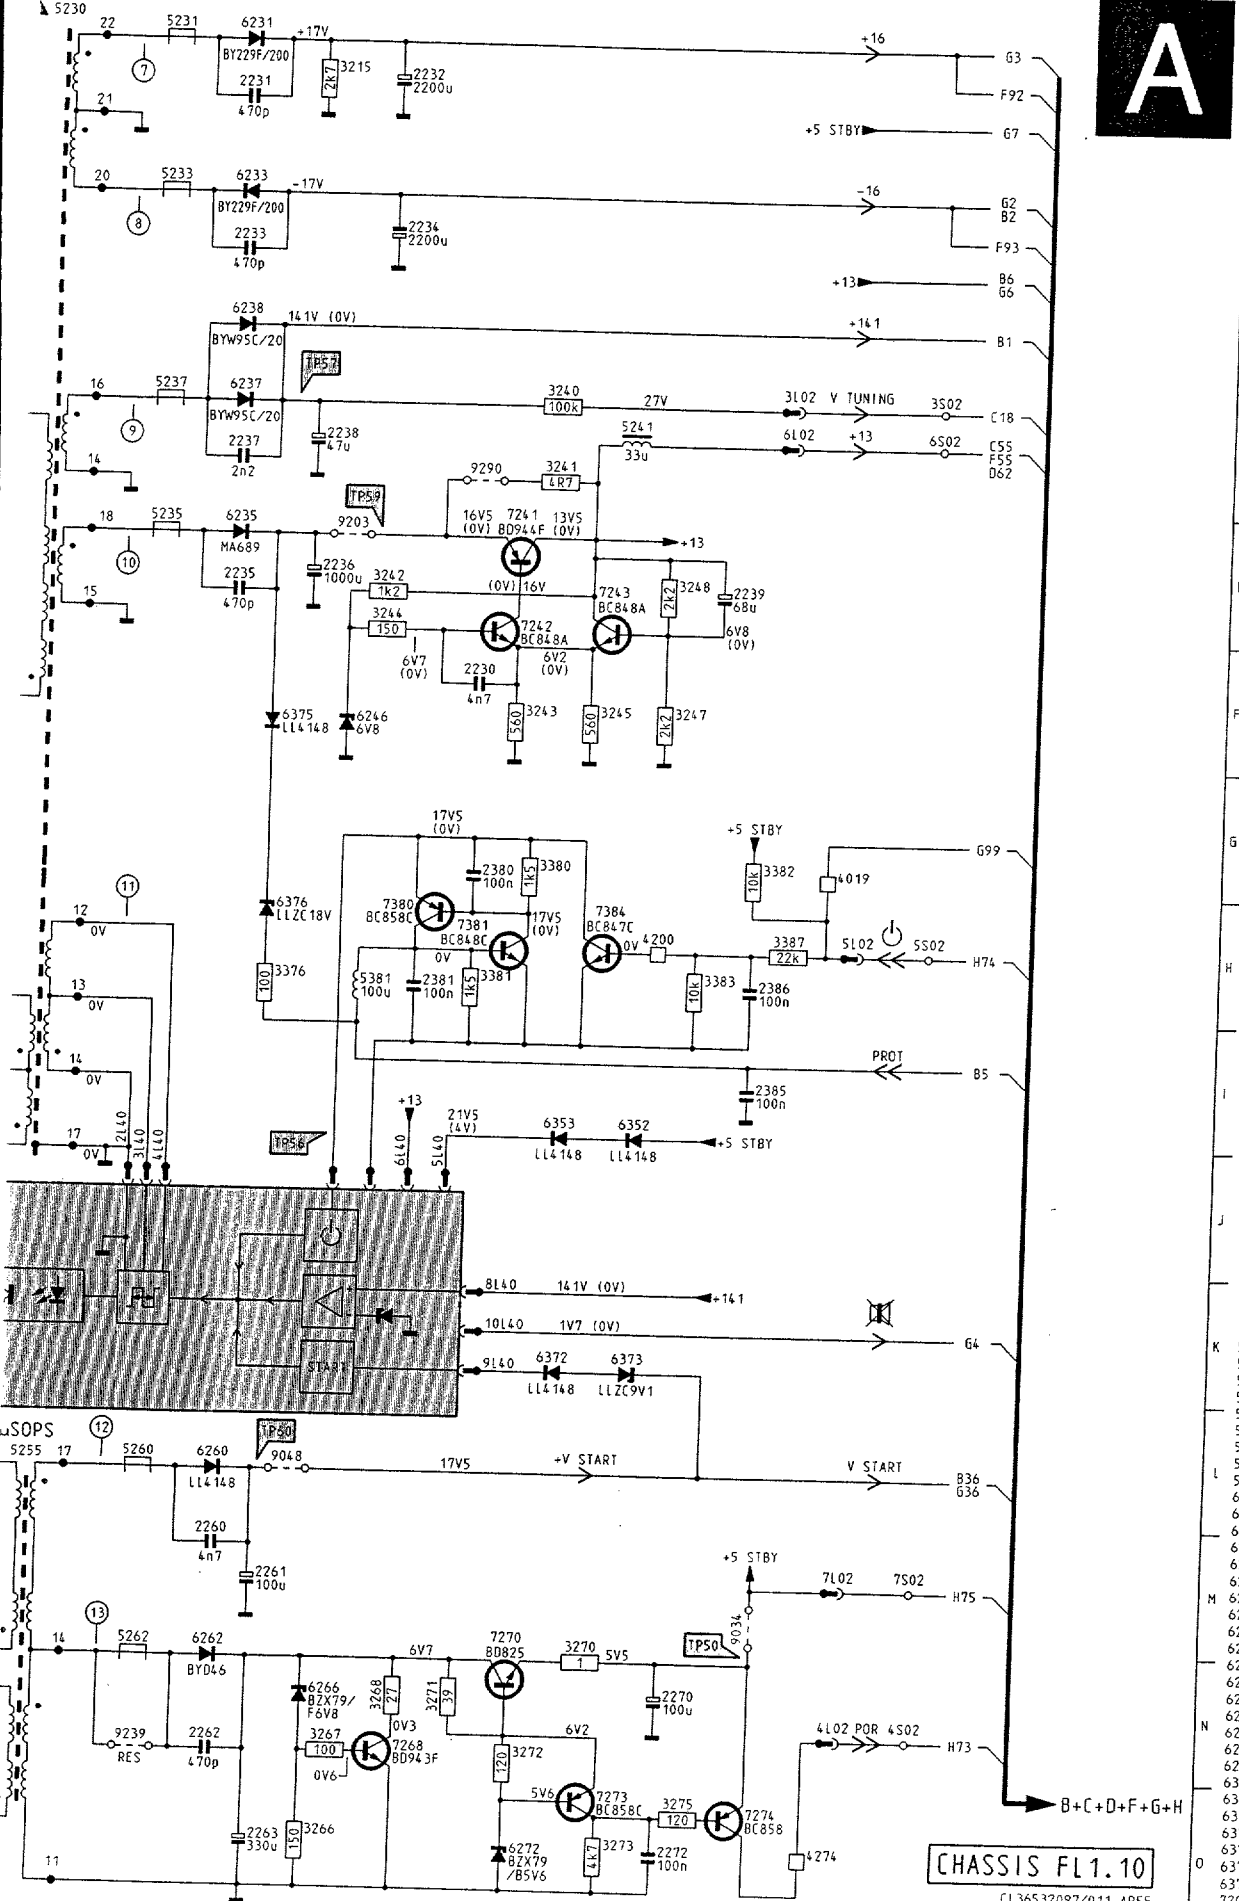 5230
22
5231
6231
+17V
BY229F/200
7
2231
470p
3215
2k7
2232
2200u
+16
G3
F92
A
21
+5 STBY
G7
20
5233
6233
-17V
BY229F/200
8
2233
470p
2234
2200u
-16
G2
B2
F93
+13
B6
G6
6238
141V (0V)
BYW95C/20
+141
B1
TP57
16
5237
6237
BYW95C/20
9
2237
2n2
2238
47u
3240
100k
27V
3L02 V TUNING
3S02
C18
5241
33u
6L02
+13
6S02
C55
F55
D62
14
9290
3241
4R7
TP59
18
5235
6235
MA689
9203
16V5
(0V)
7241
BD944F
13V5
(0V)
+13
10
2235
470p
2236
1000u
3242
1k2
(0V) 16V
7243
BC848A
3248
2k2
2239
68u
15
3244
150
7242
BC848A
6V8
(0V)
6V7
(0V)
6V2
(0V)
2230
4n7
6375
LL4148
6246
6V8
3243
560
3245
560
3247
2k2
F
17V5
(0V)
+5 STBY
G99
G
2380
100n
3380
1k5
3382
10k
4019
11
12
0V
6376
LLZC18V
7380
BC858C
7381
BC848C
17V5
(0V)
7384
BC847C
0V
4200
3387
22k
5L02
5S02
H74
H
3376
100
5381
100u
0V
2381
100n
3381
1k5
3383
10k
2386
100n
13
0V
14
0V
PROT
B5
2385
100n
I
17
0V
2L40
3L40
4L40
TP56
+13
6L40
21V5
(4V)
5L40
6353
LL4148
6352
LL4148
+5 STBY
J
8L40
141V (0V)
+141
10L40
1V7 (0V)
G4
K
START
9L40
6372
LL4148
6373
LLZC9V1
µSOPS
5255
17
12
5260
6260
LL4148
TP60
9048
17V5
+V START
V START
B36
G36
L
2260
4n7
2261
100u
+5 STBY
7L02
7S02
H75
M
13
14
5262
6262
BYD46
6V7
7270
BD825
3270
1
5V5
TP50
9034
6266
BZX79/
F6V8
3268
27
3271
39
2270
100u
9239
RES
2262
470p
3267
100
0V3
7268
BD943F
0V6
6V2
3272
120
4L02 POR 4S02
H73
N
5V6
7273
BC858C
3275
120
7274
BC858
B+C+D+F+G+H
2263
330u
3266
150
6272
BZX79
/B5V6
3273
4k7
2272
100n
4274
11
CHASSIS FL1.10
O